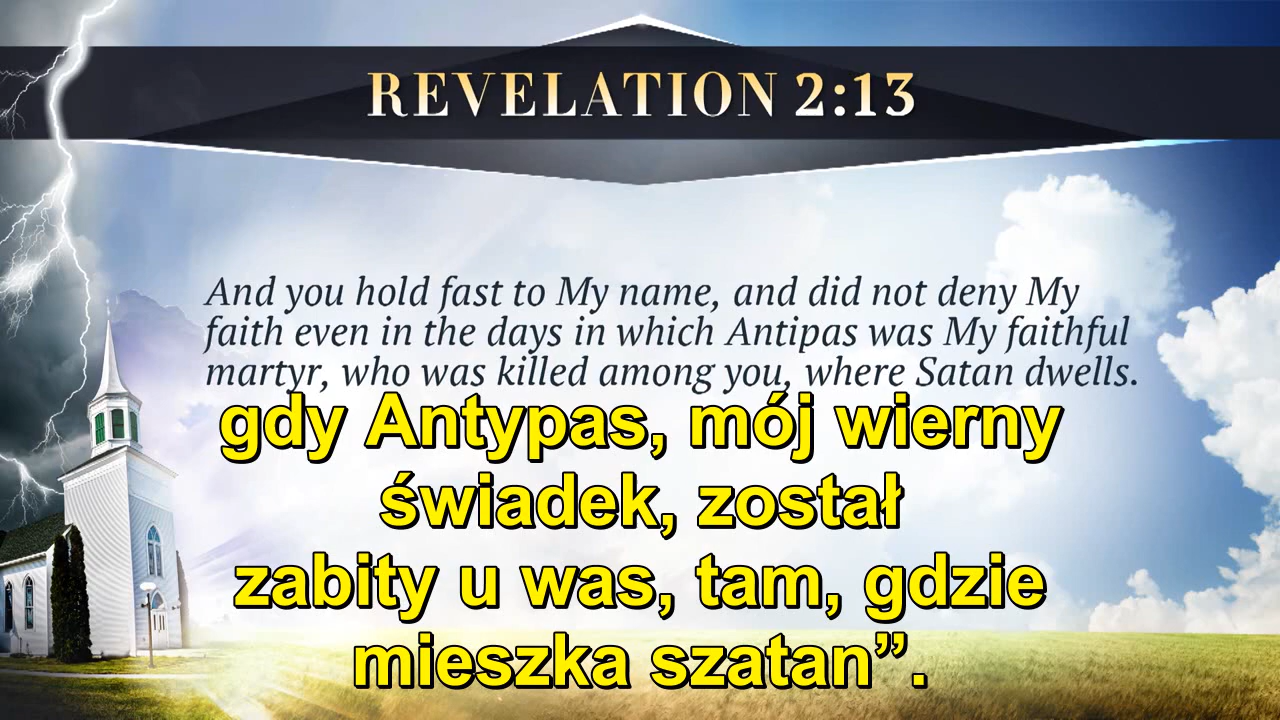 REVELATION 2:13
And you hold fast to My name, and did not deny My
faith even in the days in which Antipas was My faithful
martyr, who was killed among you, where Satan dwells.
gdy Antypas, mój wierny
świadek, został
zabity u was, tam, gdzie
mieszka szatan”.